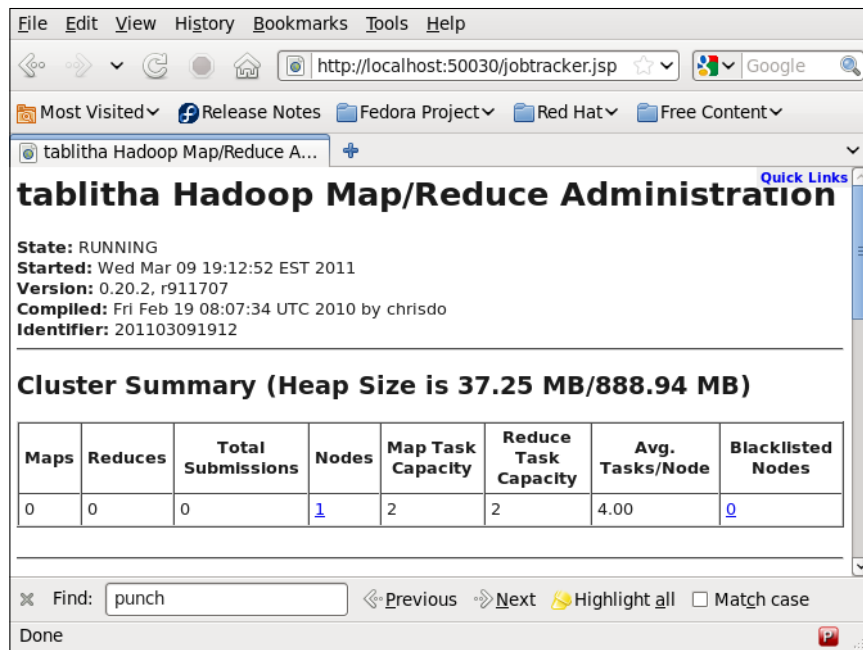 File Edit View History Bookmarks Tools Help
http://localhost:50030/jobtracker.jsp Google
Most Visited Release Notes Fedora Project Red Hat Free Content
tablitha Hadoop Map/Reduce A...
Quick Links
tablitha Hadoop Map/Reduce Administration
State: RUNNING
Started: Wed Mar 09 19:12:52 EST 2011
Version: 0.20.2, r911707
Compiled: Fri Feb 19 08:07:34 UTC 2010 by chrisdo
Identifier: 201103091912
Cluster Summary (Heap Size is 37.25 MB/888.94 MB)
Maps Reduces Total Submissions Nodes Map Task Capacity Reduce Task Capacity Avg. Tasks/Node Blacklisted Nodes
0 0 0 1 2 2 4.00 0
Find: punch Previous Next Highlight all Match case
Done P